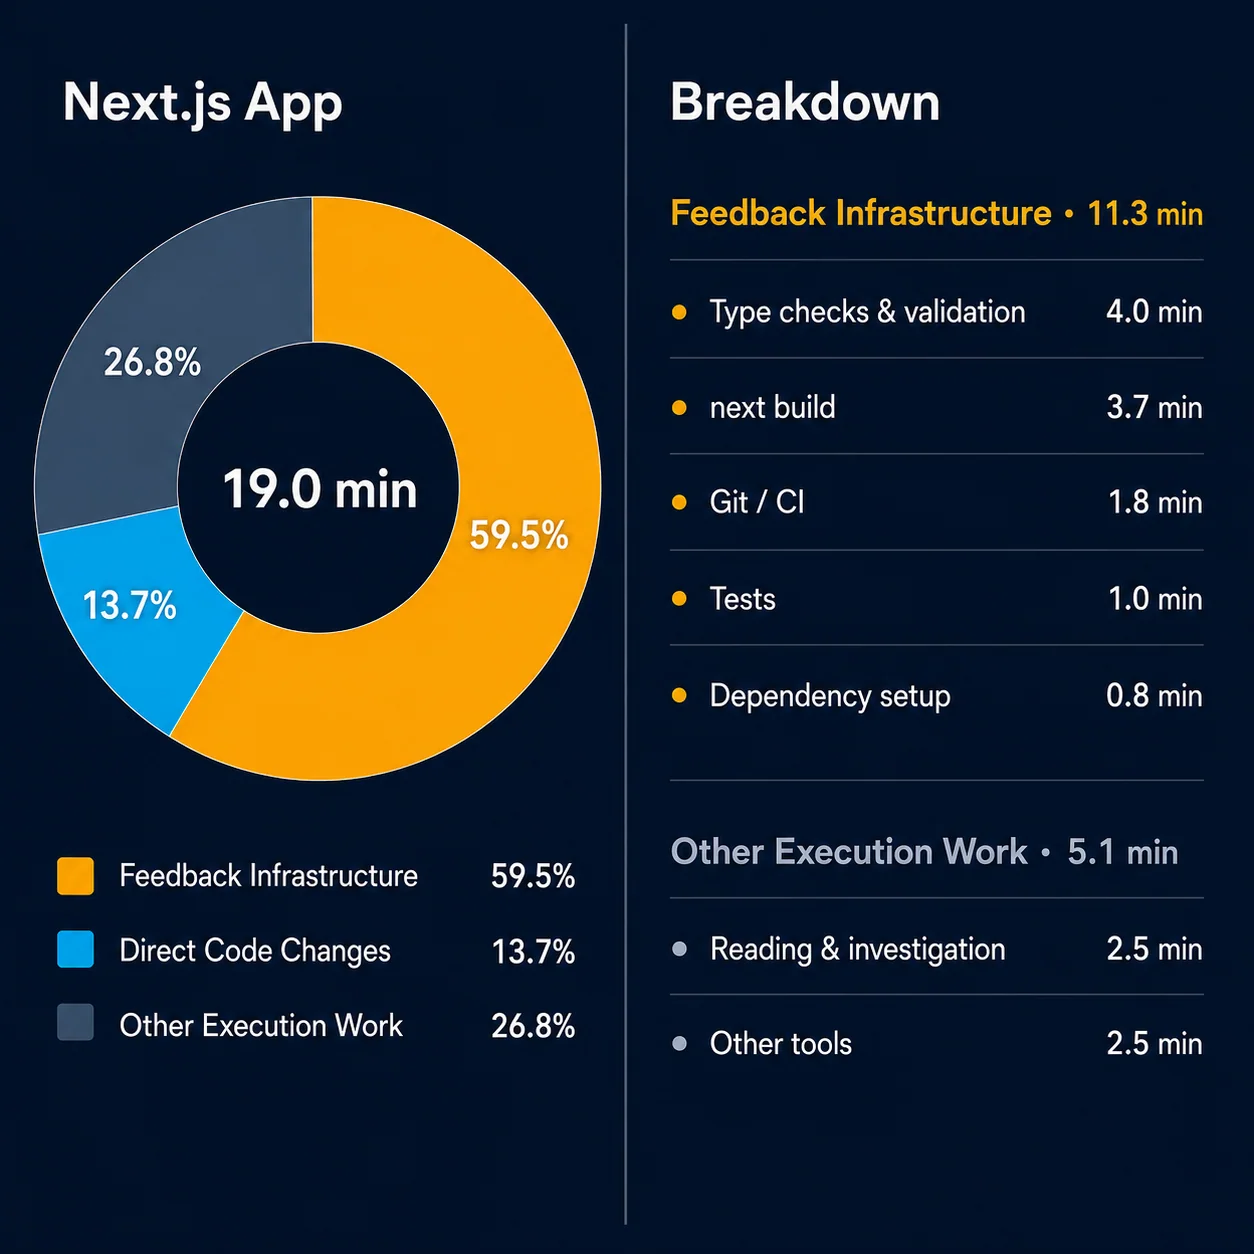 Next.js App
26.8%
19.0 min
59.5%
13.7%
Feedback Infrastructure 59.5%
Direct Code Changes 13.7%
Other Execution Work 26.8%
Breakdown
Feedback Infrastructure • 11.3 min
• Type checks & validation 4.0 min
• next build 3.7 min
• Git / CI 1.8 min
• Tests 1.0 min
• Dependency setup 0.8 min
Other Execution Work • 5.1 min
• Reading & investigation 2.5 min
• Other tools 2.5 min